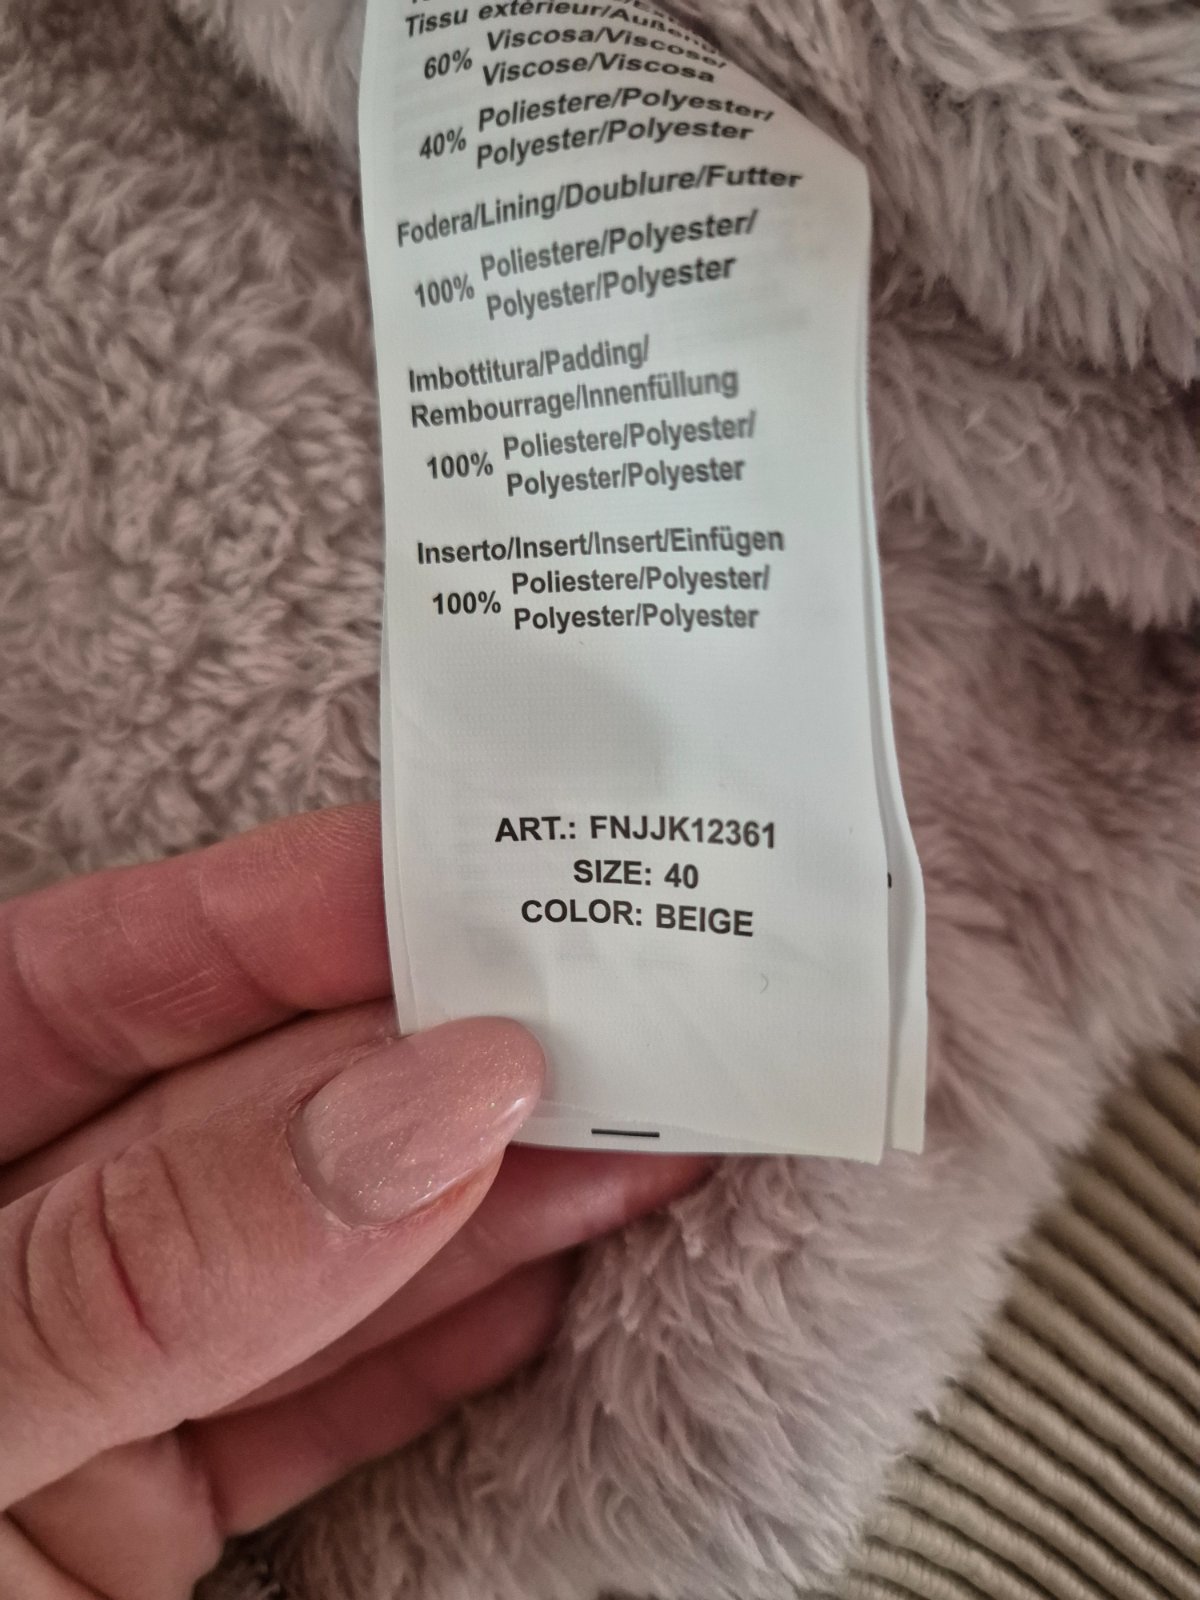 Tissu extérieur/Außen
60% Viscosa/Viscose/
Viscose/Viscosa
40% Poliestere/Polyester/
Polyester/Polyester
Fodera/Lining/Doublure/Futter
100% Poliestere/Polyester/
Polyester/Polyester
Imbottitura/Padding/
Rembourrage/Innenfüllung
100% Poliestere/Polyester/
Polyester/Polyester
Inserto/Insert/Insert/Einfügen
100% Poliestere/Polyester/
Polyester/Polyester
ART.: FNJJK12361
SIZE: 40
COLOR: BEIGE